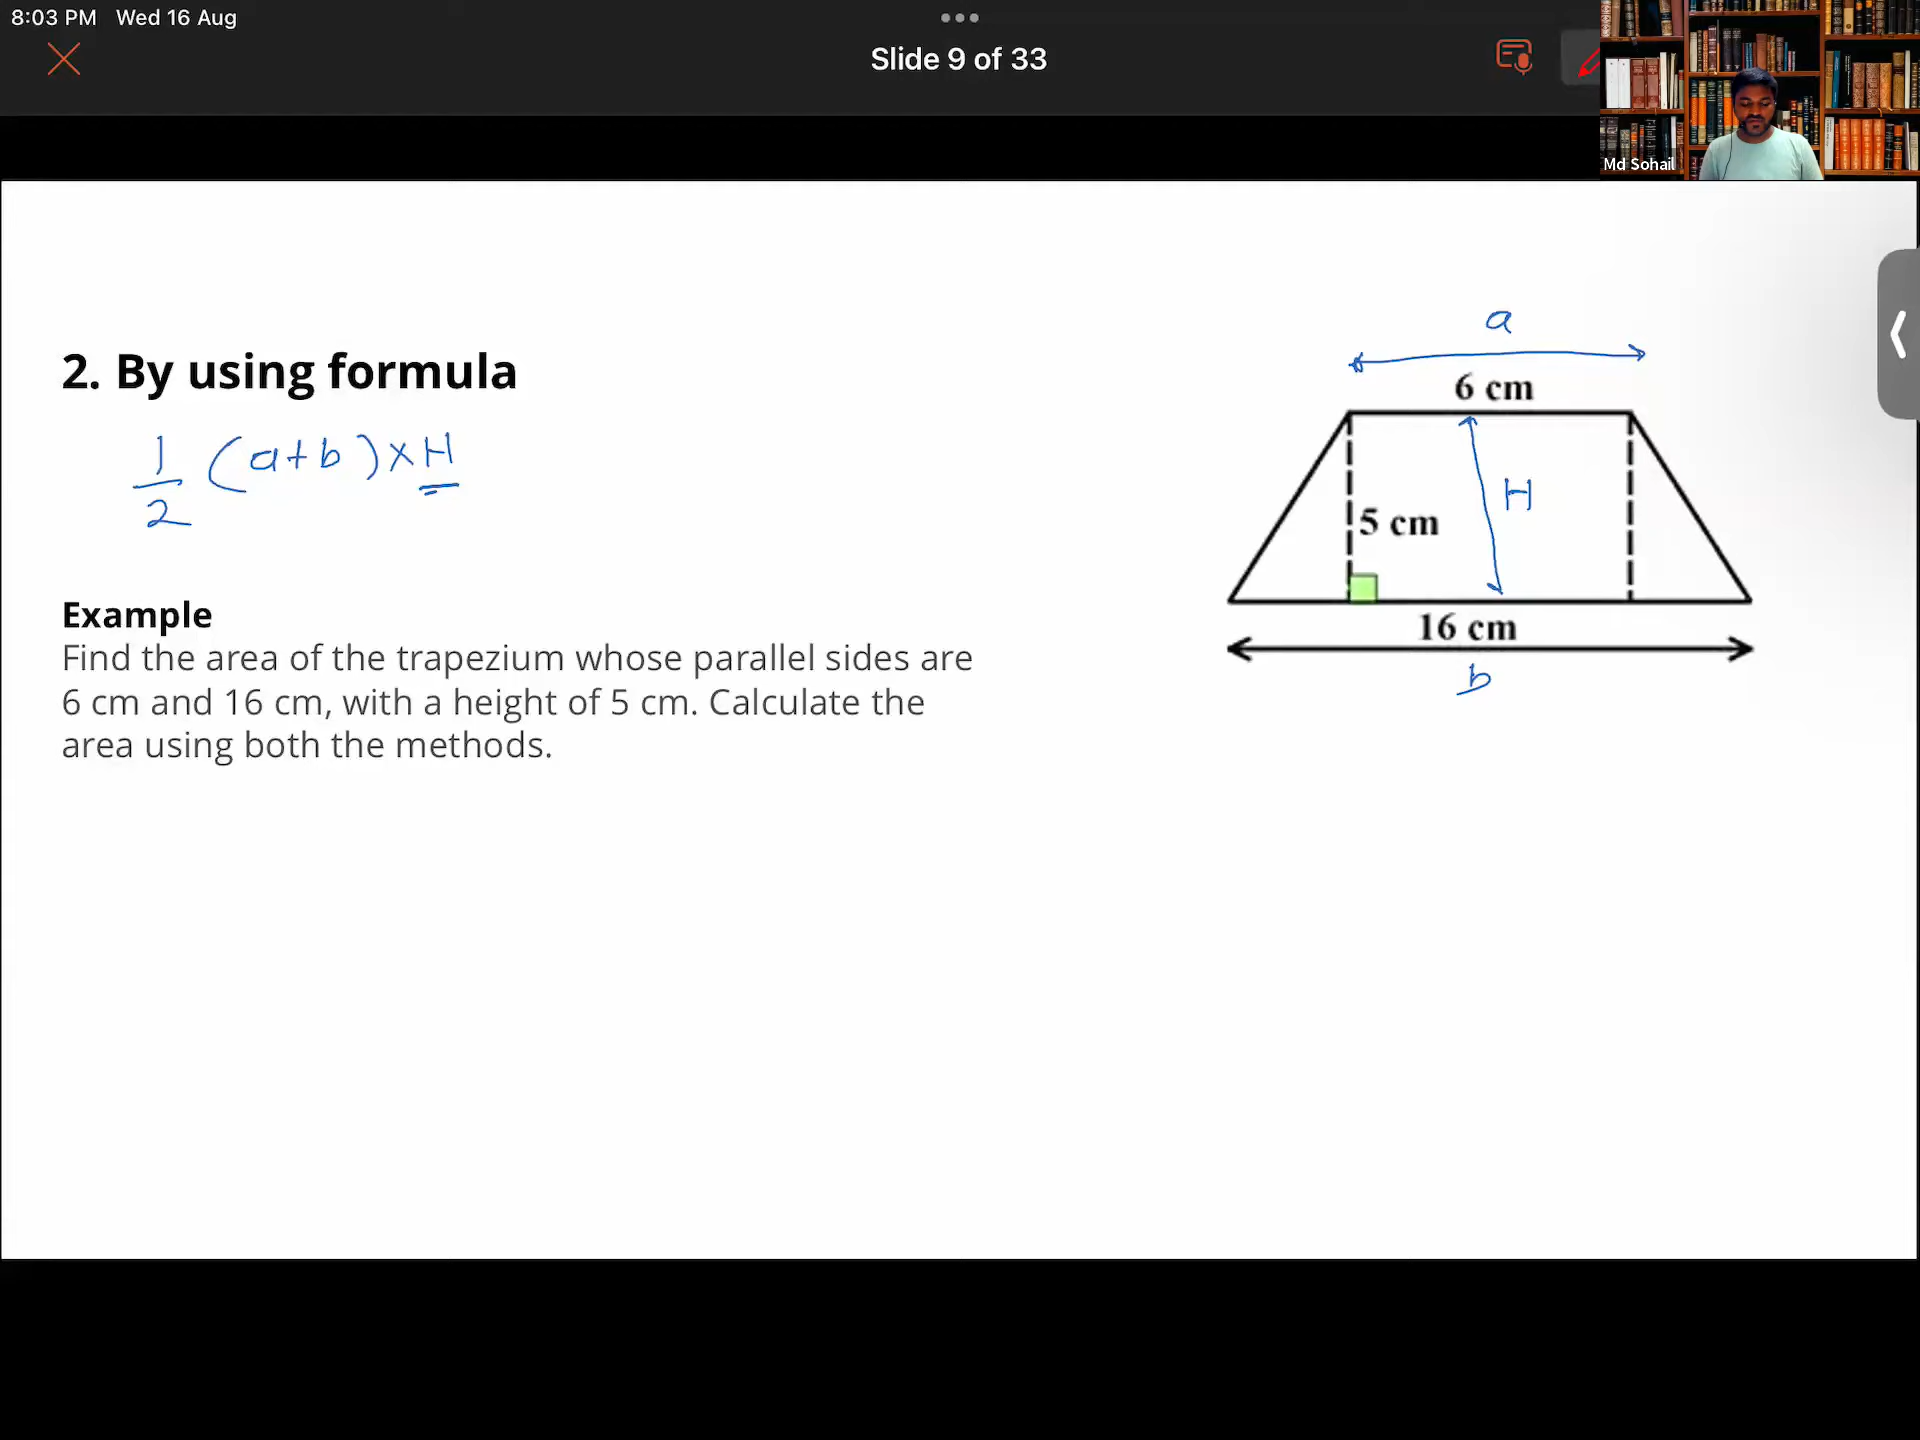 8:03 PM Wed 16 Aug
Slide 9 of 33
Md Sohail
2. By using formula
1/2 (a+b) × H
Example
Find the area of the trapezium whose parallel sides are
6 cm and 16 cm, with a height of 5 cm. Calculate the
area using both the methods.
a
6 cm
H
5 cm
16 cm
b